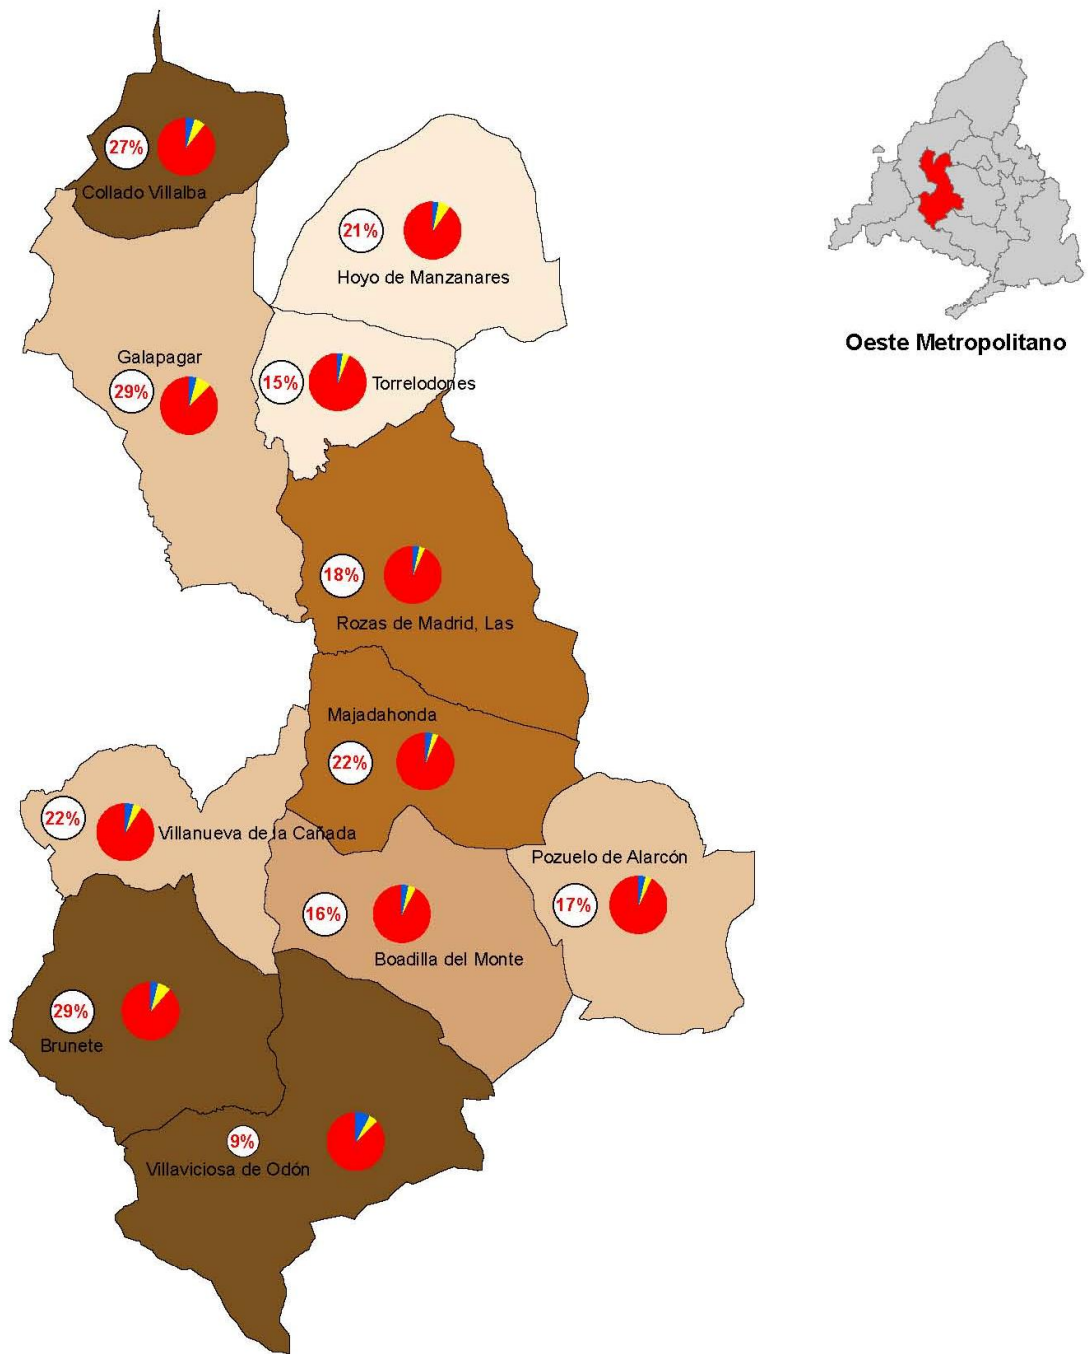 27%
Collado Villalba
21%
Hoyo de Manzanares
Oeste Metropolitano
Galapagar
29%
15%
Torrelodones
18%
Rozas de Madrid, Las
Majadahonda
22%
22%
Villanueva de la Cañada
Pozuelo de Alarcón
17%
16%
Boadilla del Monte
29%
Brunete
9%
Villaviciosa de Odón